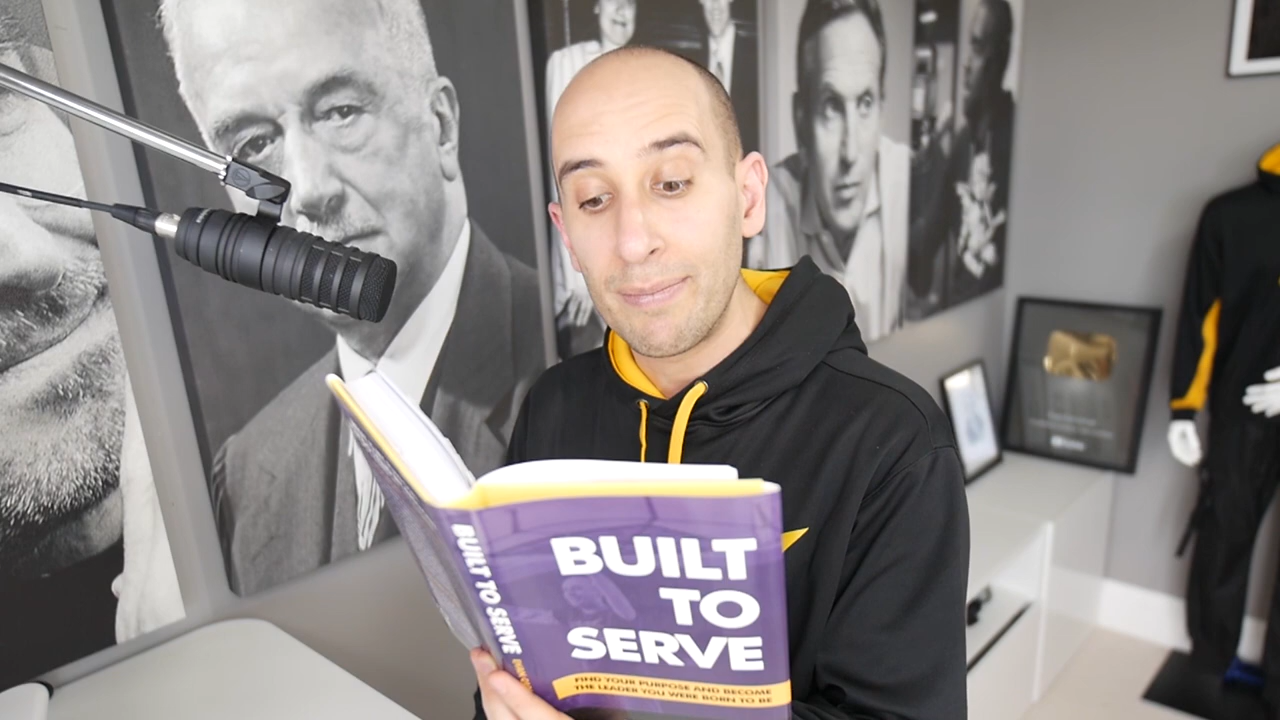 BUILT TO SERVE
BUILT
TO
SERVE
FIND YOUR PURPOSE AND BECOME
THE LEADER YOU WERE BORN TO BE